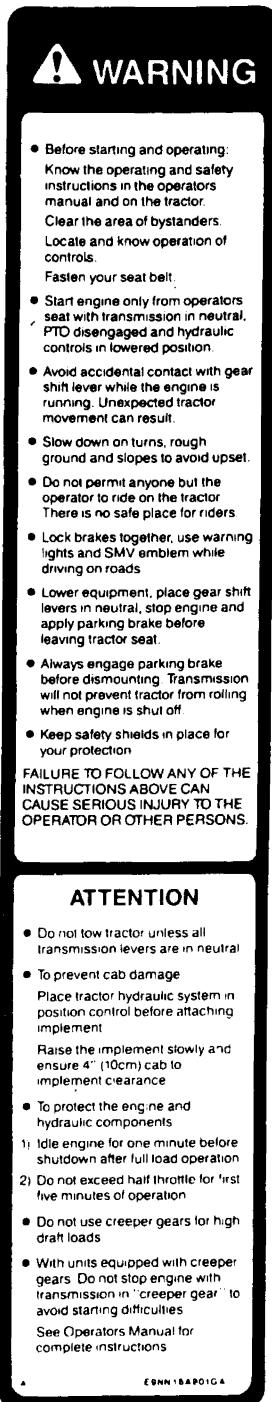 WARNING
• Before starting and operating:
Know the operating and safety
instructions in the operators
manual and on the tractor.
Clear the area of bystanders.
Locate and know operation of
controls.
Fasten your seat belt.
• Start engine only from operators
seat with transmission in neutral,
PTO disengaged and hydraulic
controls in lowered position.
• Avoid accidental contact with gear
shift lever while the engine is
running. Unexpected tractor
movement can result.
• Slow down on turns, rough
ground and slopes to avoid upset.
• Do not permit anyone but the
operator to ride on the tractor
There is no safe place for riders
• Lock brakes together, use warning
lights and SMV emblem while
driving on roads
• Lower equipment, place gear shift
levers in neutral, stop engine and
apply parking brake before
leaving tractor seat.
• Always engage parking brake
before dismounting. Transmission
will not prevent tractor from rolling
when engine is shut off
• Keep safety shields in place for
your protection
FAILURE TO FOLLOW ANY OF THE
INSTRUCTIONS ABOVE CAN
CAUSE SERIOUS INJURY TO THE
OPERATOR OR OTHER PERSONS.
ATTENTION
• Do not tow tractor unless all
transmission levers are in neutral
• To prevent cab damage
Place tractor hydraulic system in
position control before attaching
implement
Raise the implement slowly and
ensure 4" (10cm) cab to
implement clearance
• To protect the engine and
hydraulic components
1) Idle engine for one minute before
shutdown after full load operation
2) Do not exceed half throttle for first
five minutes of operation
• Do not use creeper gears for high
draft loads
• With units equipped with creeper
gears Do not stop engine with
transmission in "creeper gear" to
avoid starting difficulties
See Operators Manual for
complete instructions
A E9NN 1BA901GA